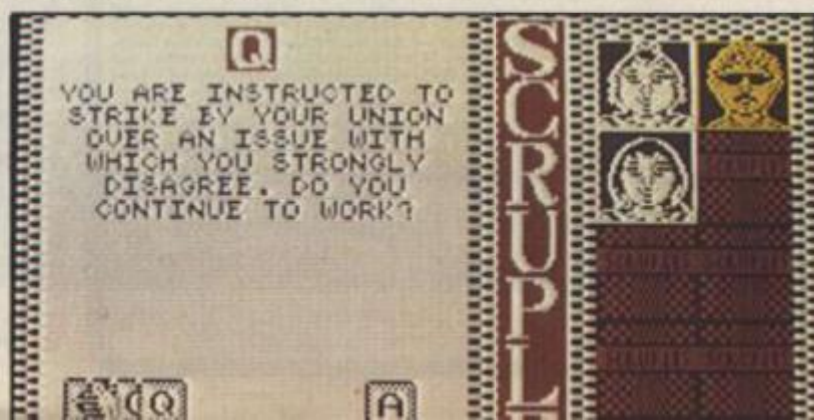 Q
YOU ARE INSTRUCTED TO
STRIKE BY YOUR UNION
OVER AN ISSUE WITH
WHICH YOU STRONGLY
DISAGREE. DO YOU
CONTINUE TO WORK?
Q
A
SCRUPL